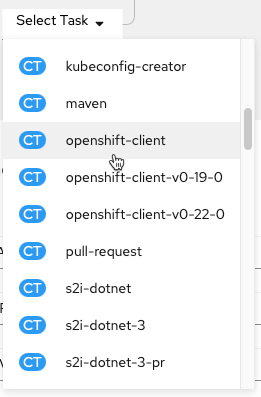 Select Task
CT kubeconfig-creator
CT maven
CT openshift-client
CT openshift-client-v0-19-0
CT openshift-client-v0-22-0
CT pull-request
CT s2i-dotnet
CT s2i-dotnet-3
CT s2i-dotnet-3-pr